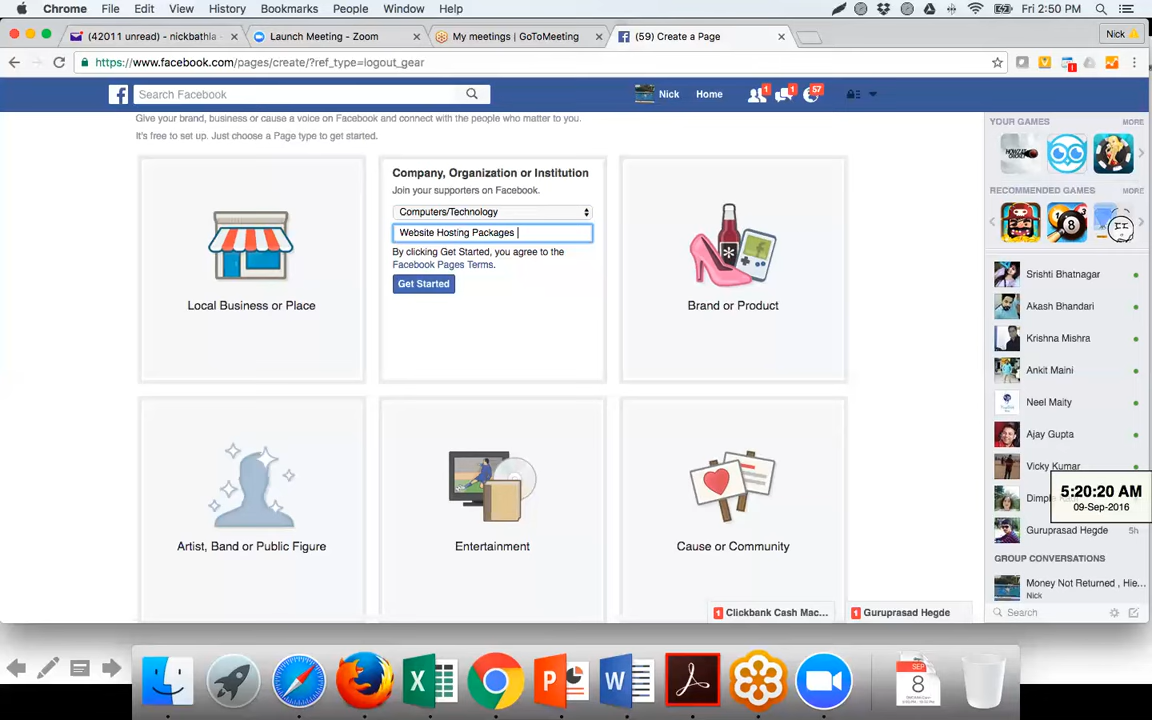 Chrome File Edit View History Bookmarks People Window Help Fri 2:50 PM
(42011 unread) - nickbathla Launch Meeting - Zoom My meetings | GoToMeeting (59) Create a Page Nick
https://www.facebook.com/pages/create/?ref_type=logout_gear
Search Facebook Nick Home 1 1 57
Give your brand, business or cause a voice on Facebook and connect with the people who matter to you.
It's free to set up. Just choose a Page type to get started.
YOUR GAMES MORE
RECOMMENDED GAMES MORE
Company, Organization or Institution
Join your supporters on Facebook.
Computers/Technology
Website Hosting Packages
By clicking Get Started, you agree to the
Facebook Pages Terms.
Get Started
Local Business or Place
Brand or Product
Artist, Band or Public Figure
Entertainment
Cause or Community
Srishti Bhatnagar
Akash Bhandari
Krishna Mishra
Ankit Maini
Neel Maity
Ajay Gupta
Vicky Kumar
5:20:20 AM
09-Sep-2016
Guruprasad Hegde 5h
GROUP CONVERSATIONS
Money Not Returned , Hie...
Nick
1 Clickbank Cash Mac... 1 Guruprasad Hegde Search
SEP
8